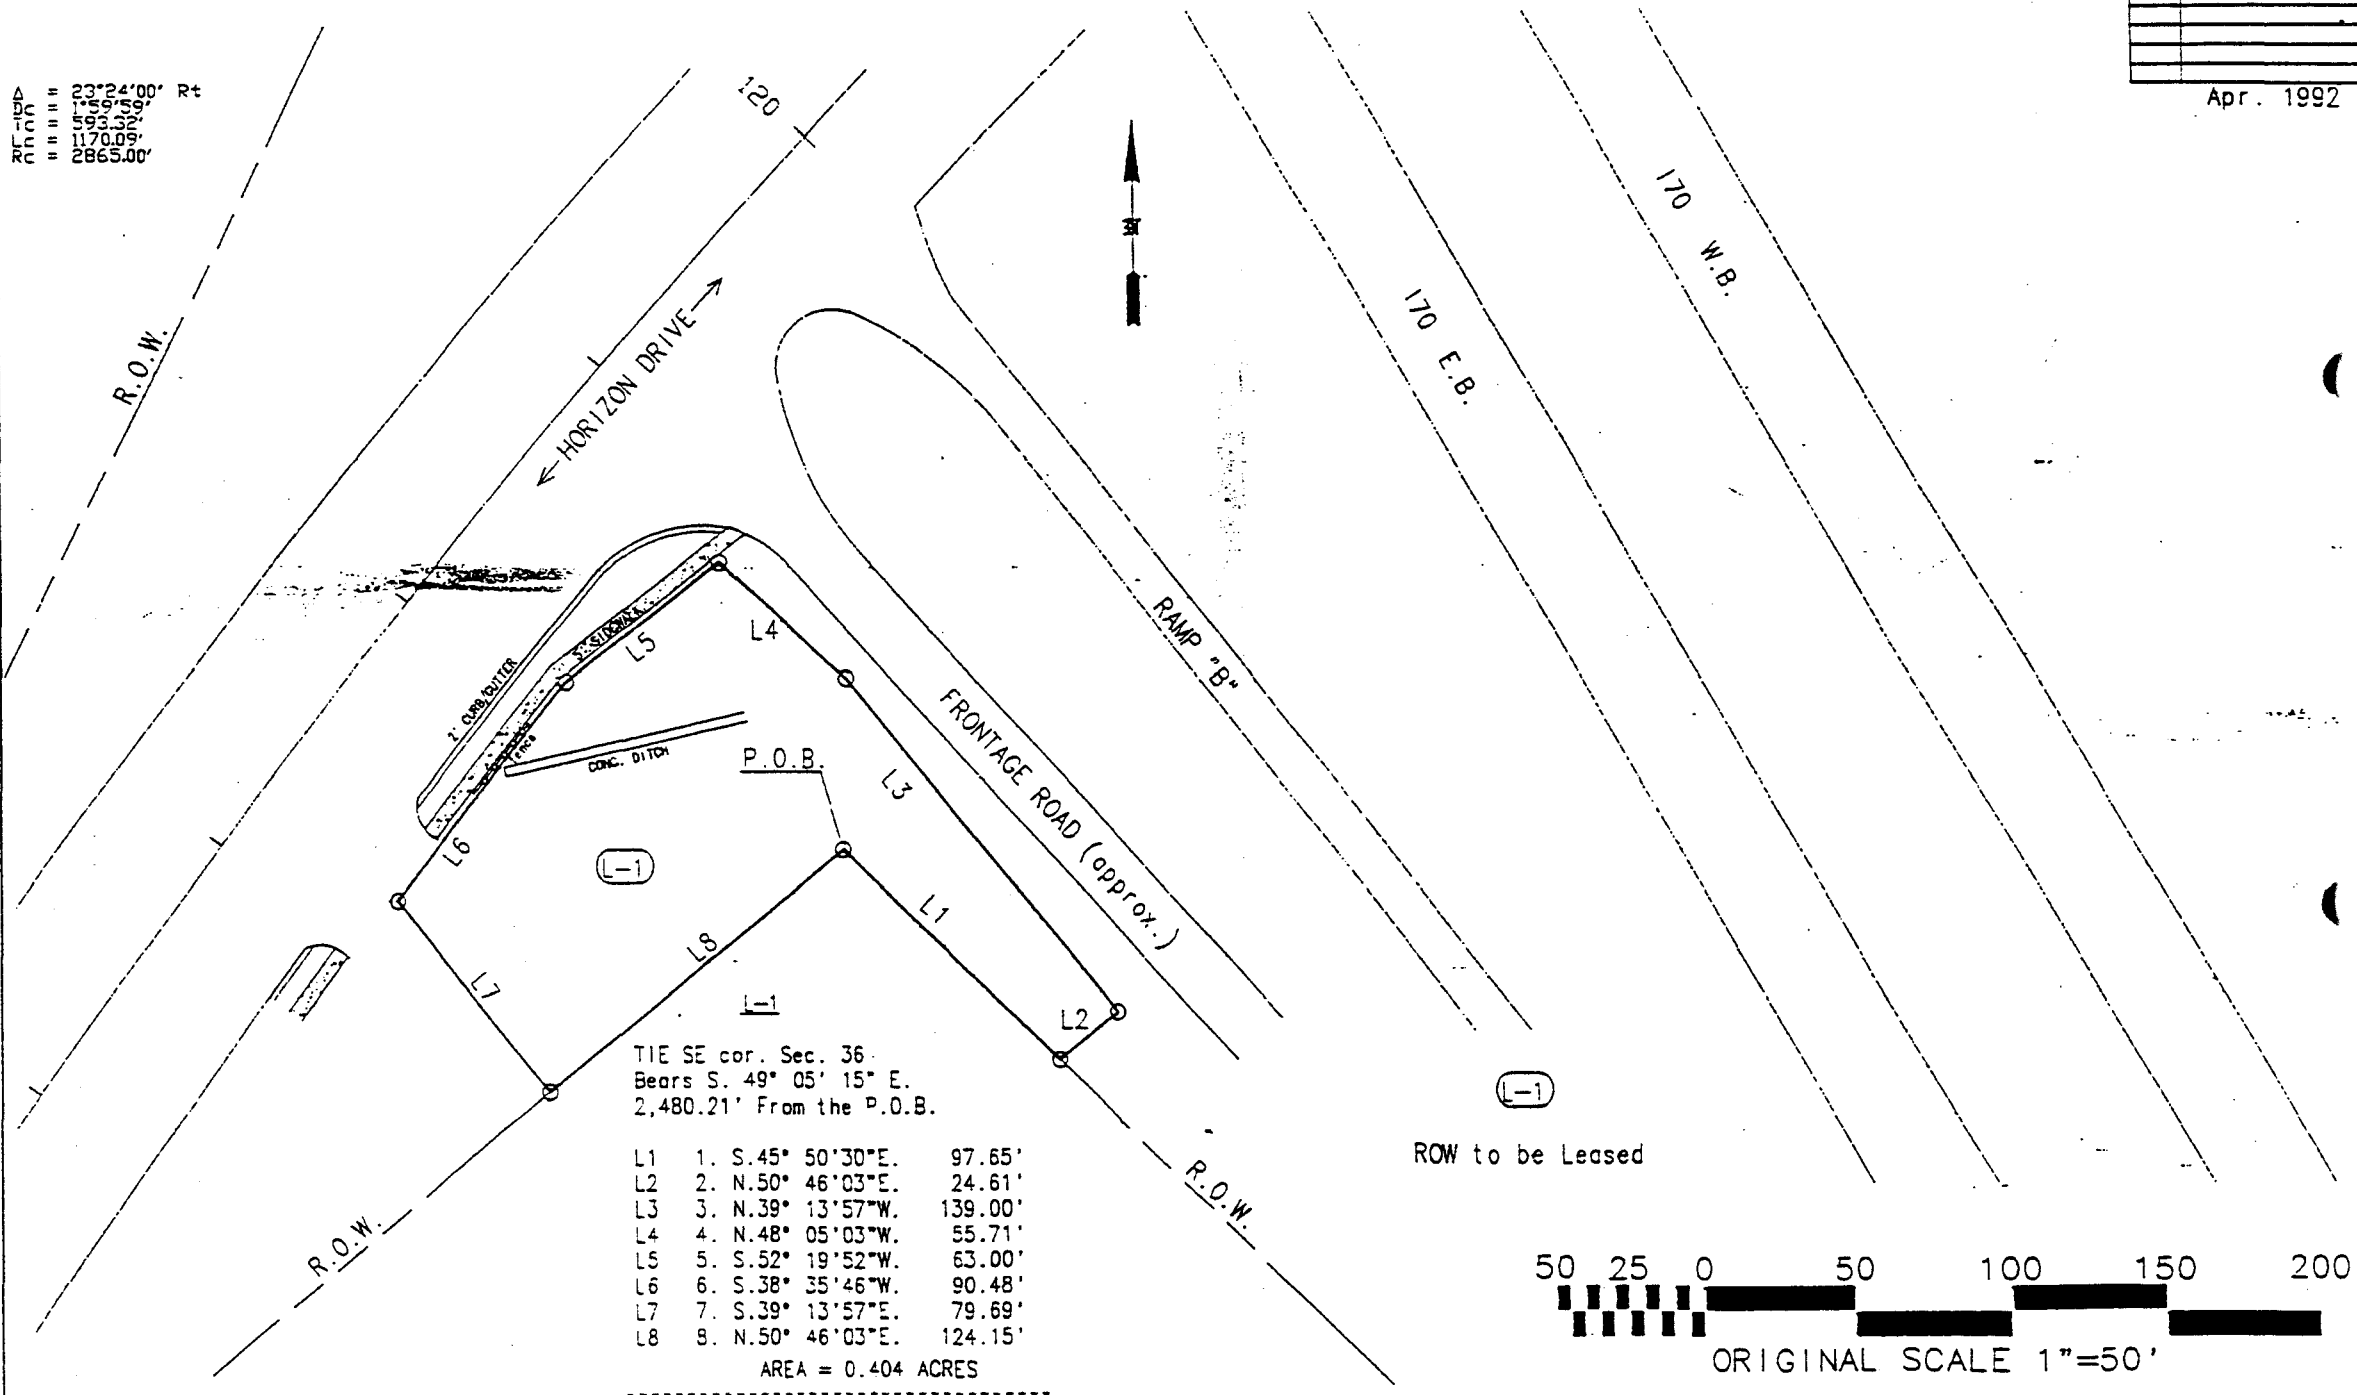 Δ = 23°24'00" Rt
Dc = 1°59'59"
Tc = 593.32'
Lc = 1170.09'
Rc = 2865.00'
Apr. 1992
120
N
R.O.W.
← HORIZON DRIVE →
170 W.B.
170 E.B.
RAMP "B"
FRONTAGE ROAD (approx.)
5' SIDEWALK
2' CURB/GUTTER
fence
CONC. DITCH
P.O.B.
L5
L4
L3
L6
L-1
L1
L8
L7
L2
L-1
TIE SE cor. Sec. 36
Bears S. 49° 05' 15" E.
2,480.21' From the P.O.B.
L1 1. S.45° 50'30"E. 97.65'
L2 2. N.50° 46'03"E. 24.61'
L3 3. N.39° 13'57"W. 139.00'
L4 4. N.48° 05'03"W. 55.71'
L5 5. S.52° 19'52"W. 63.00'
L6 6. S.38° 35'46"W. 90.48'
L7 7. S.39° 13'57"E. 79.69'
L8 8. N.50° 46'03"E. 124.15'
AREA = 0.404 ACRES
R.O.W.
R.O.W.
L-1
ROW to be Leased
50 25 0 50 100 150 200
ORIGINAL SCALE 1"=50'